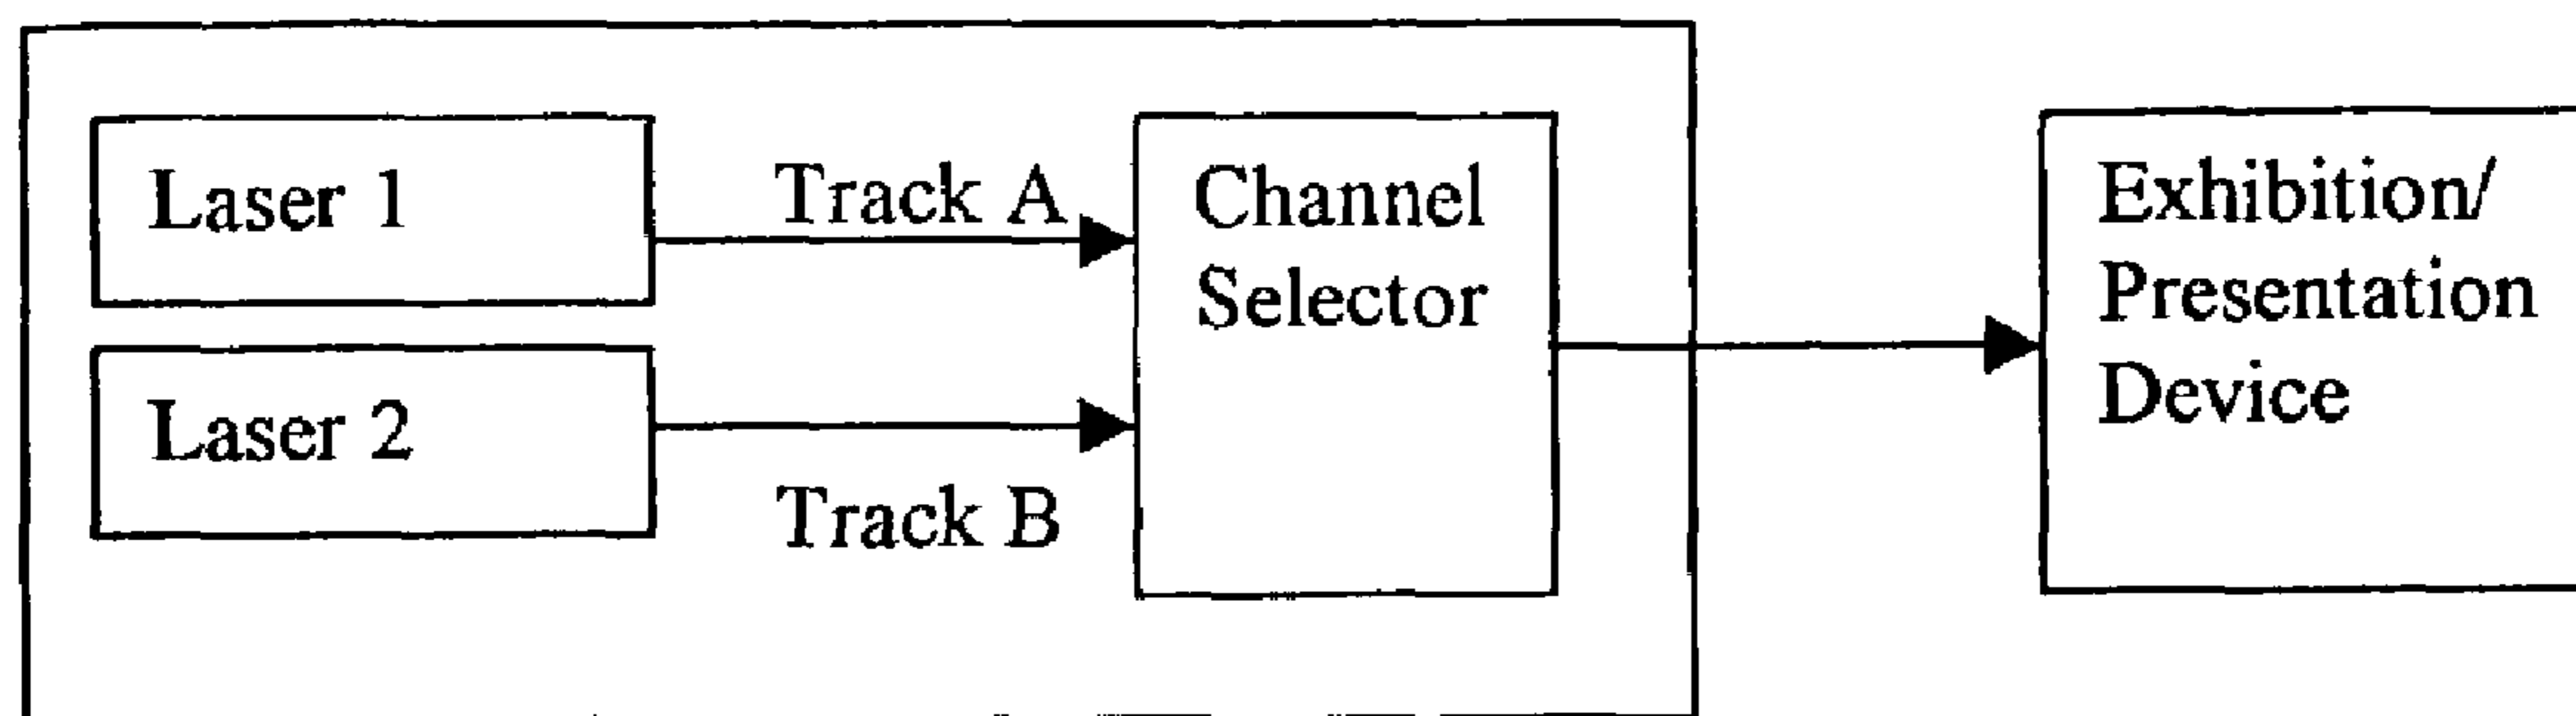 Laser 1
Track A
Channel
Selector
Laser 2
Track B
Exhibition/
Presentation
Device